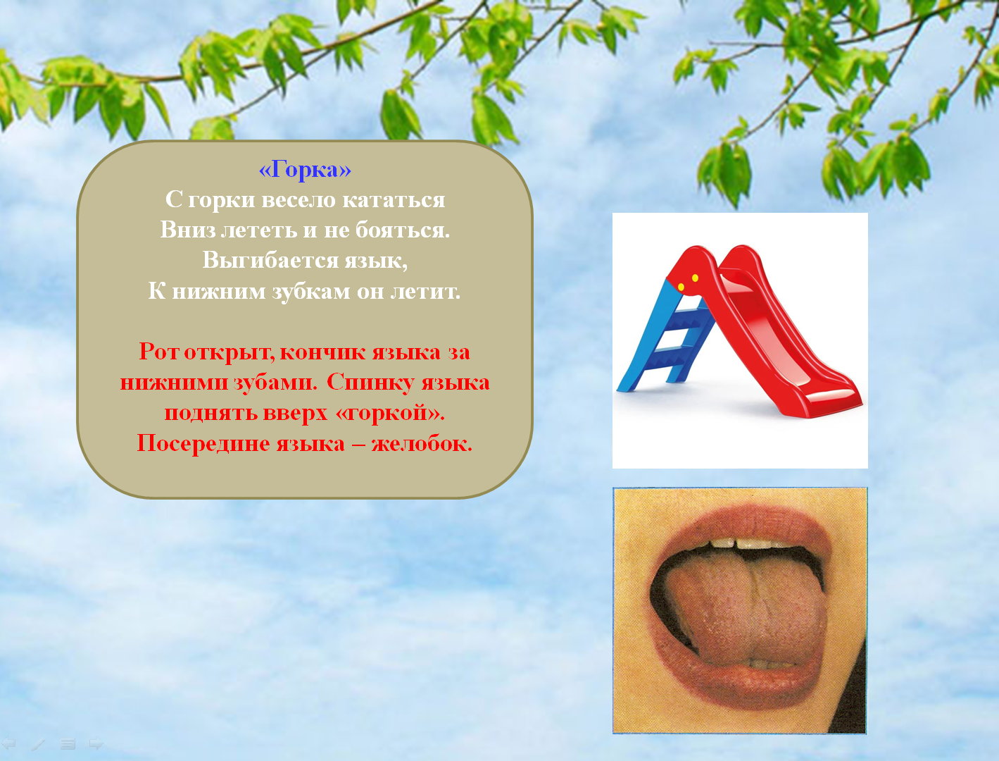 «Горка»
С горки весело кататься
Вниз лететь и не бояться.
Выгибается язык,
К нижним зубкам он летит.
Рот открыт, кончик языка за
нижними зубами. Спинку языка
поднять вверх «горкой».
Посередине языка – желобок.